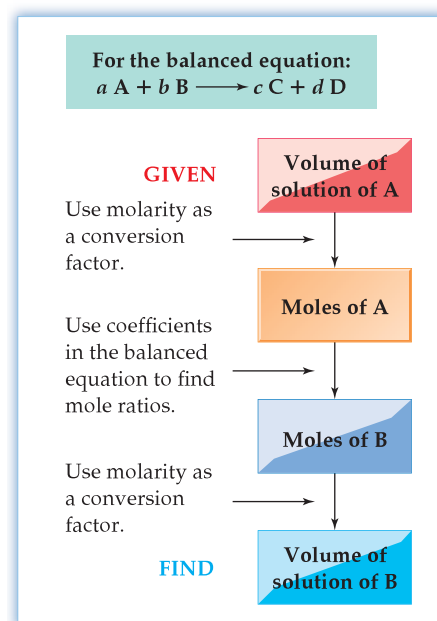 For the balanced equation:
a A + b B ⟶ c C + d D
GIVEN
Volume of
solution of A
Use molarity as
a conversion
factor.
Moles of A
Use coefficients
in the balanced
equation to find
mole ratios.
Moles of B
Use molarity as
a conversion
factor.
FIND
Volume of
solution of B